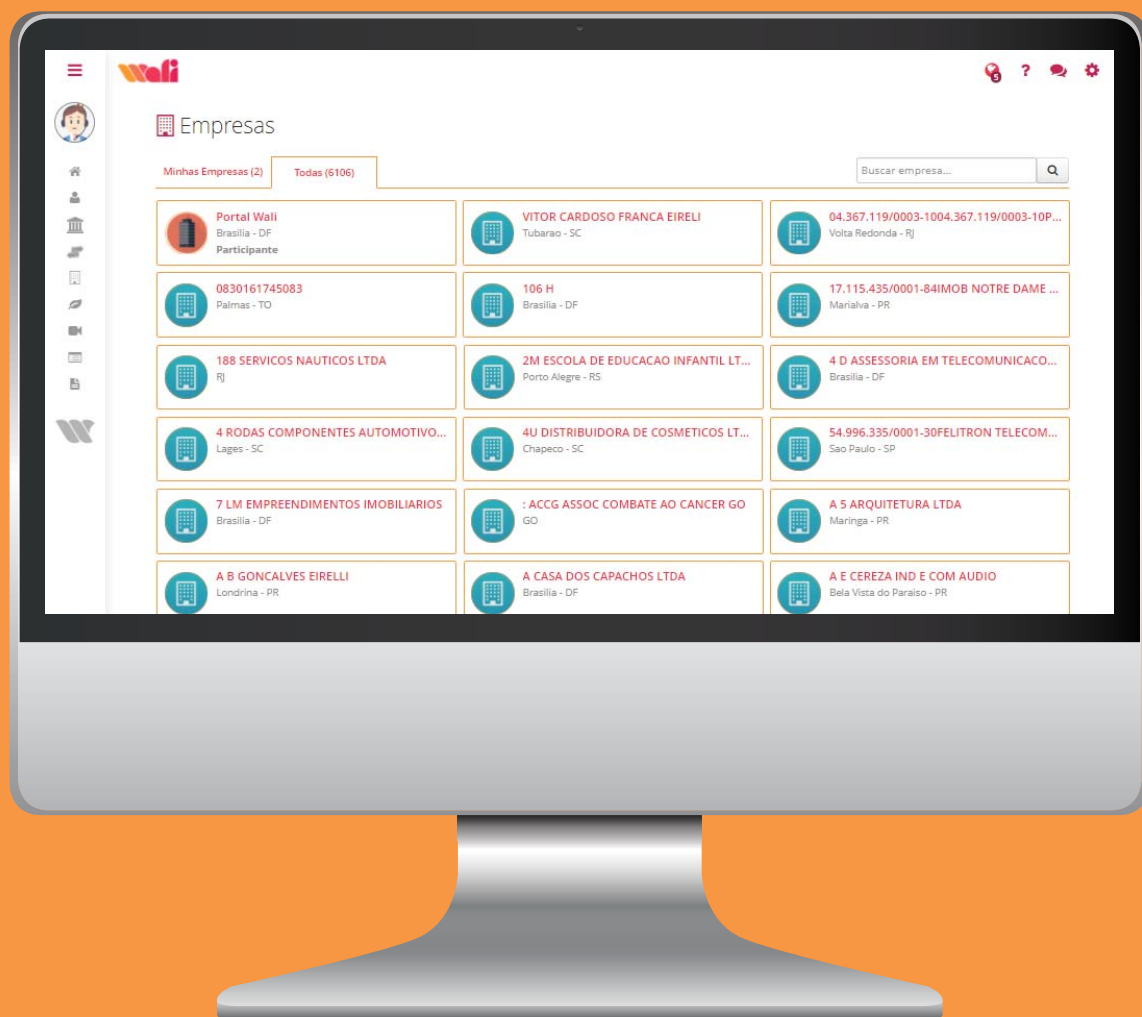 wali
5
?
Empresas
Minhas Empresas (2)
Todas (6106)
Buscar empresa...
Portal Wali
Brasília - DF
Participante
VITOR CARDOSO FRANCA EIRELI
Tubarao - SC
04.367.119/0003-1004.367.119/0003-10P...
Volta Redonda - RJ
0830161745083
Palmas - TO
106 H
Brasilia - DF
17.115.435/0001-84IMOB NOTRE DAME ...
Marialva - PR
188 SERVICOS NAUTICOS LTDA
RJ
2M ESCOLA DE EDUCACAO INFANTIL LT...
Porto Alegre - RS
4 D ASSESSORIA EM TELECOMUNICACO...
Brasilia - DF
4 RODAS COMPONENTES AUTOMOTIVO...
Lages - SC
4U DISTRIBUIDORA DE COSMETICOS LT...
Chapeco - SC
54.996.335/0001-30FELITRON TELECOM...
Sao Paulo - SP
7 LM EMPREENDIMENTOS IMOBILIARIOS
Brasilia - DF
: ACCG ASSOC COMBATE AO CANCER GO
GO
A 5 ARQUITETURA LTDA
Maringa - PR
A B GONCALVES EIRELLI
Londrina - PR
A CASA DOS CAPACHOS LTDA
Brasilia - DF
A E CEREZA IND E COM AUDIO
Bela Vista do Paraiso - PR